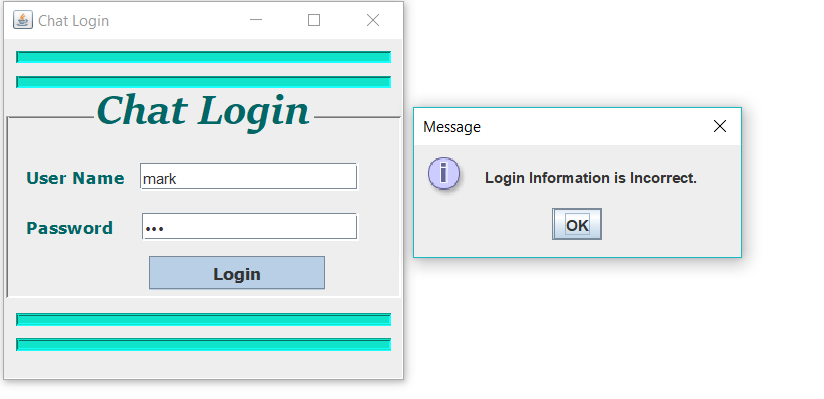 Chat Login
Chat Login
User Name mark
Password •••
Login
Message
i Login Information is Incorrect.
OK